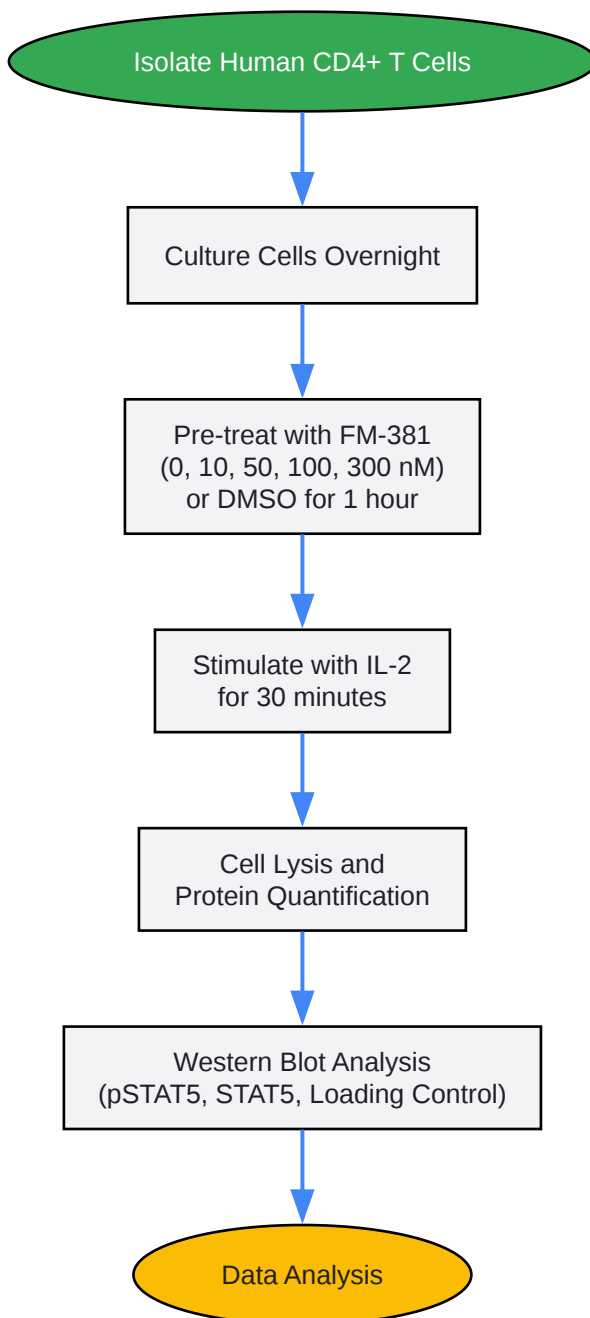 Isolate Human CD4+ T Cells
Culture Cells Overnight
Pre-treat with FM-381
(0, 10, 50, 100, 300 nM)
or DMSO for 1 hour
Stimulate with IL-2
for 30 minutes
Cell Lysis and
Protein Quantification
Western Blot Analysis
(pSTAT5, STAT5, Loading Control)
Data Analysis